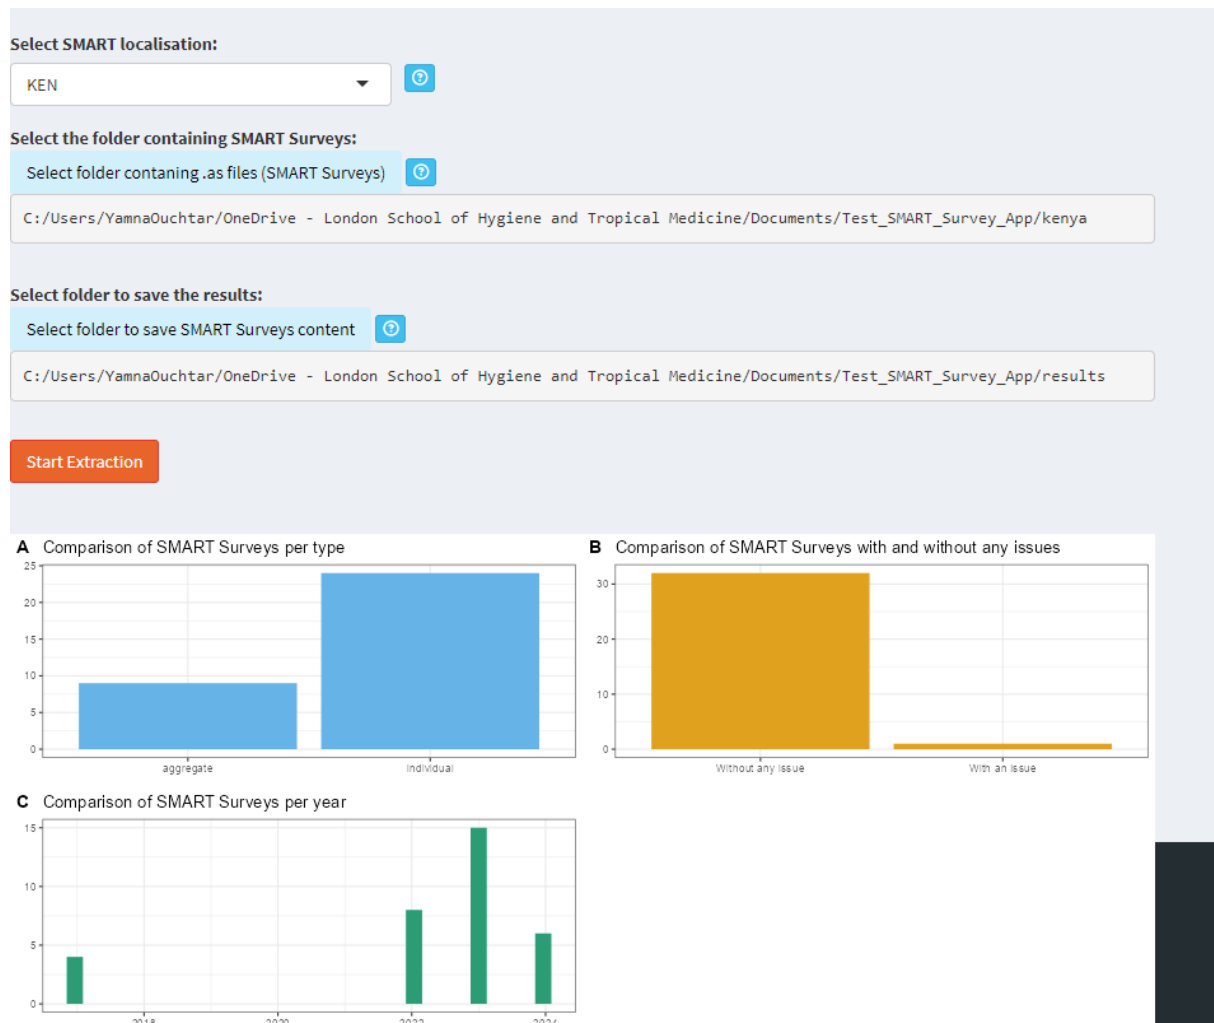 Select SMART localisation:
KEN
Select the folder containing SMART Surveys:
Select folder contaning .as files (SMART Surveys)
C:/Users/YamnaOuchtar/OneDrive - London School of Hygiene and Tropical Medicine/Documents/Test_SMART_Survey_App/kenya
Select folder to save the results:
Select folder to save SMART Surveys content
C:/Users/YamnaOuchtar/OneDrive - London School of Hygiene and Tropical Medicine/Documents/Test_SMART_Survey_App/results
Start Extraction
A Comparison of SMART Surveys per type
25
20
15
10
5
0
aggregate individual
B Comparison of SMART Surveys with and without any issues
30
20
10
0
Without any issue With an issue
C Comparison of SMART Surveys per year
15
10
5
0
2018 2020 2022 2024